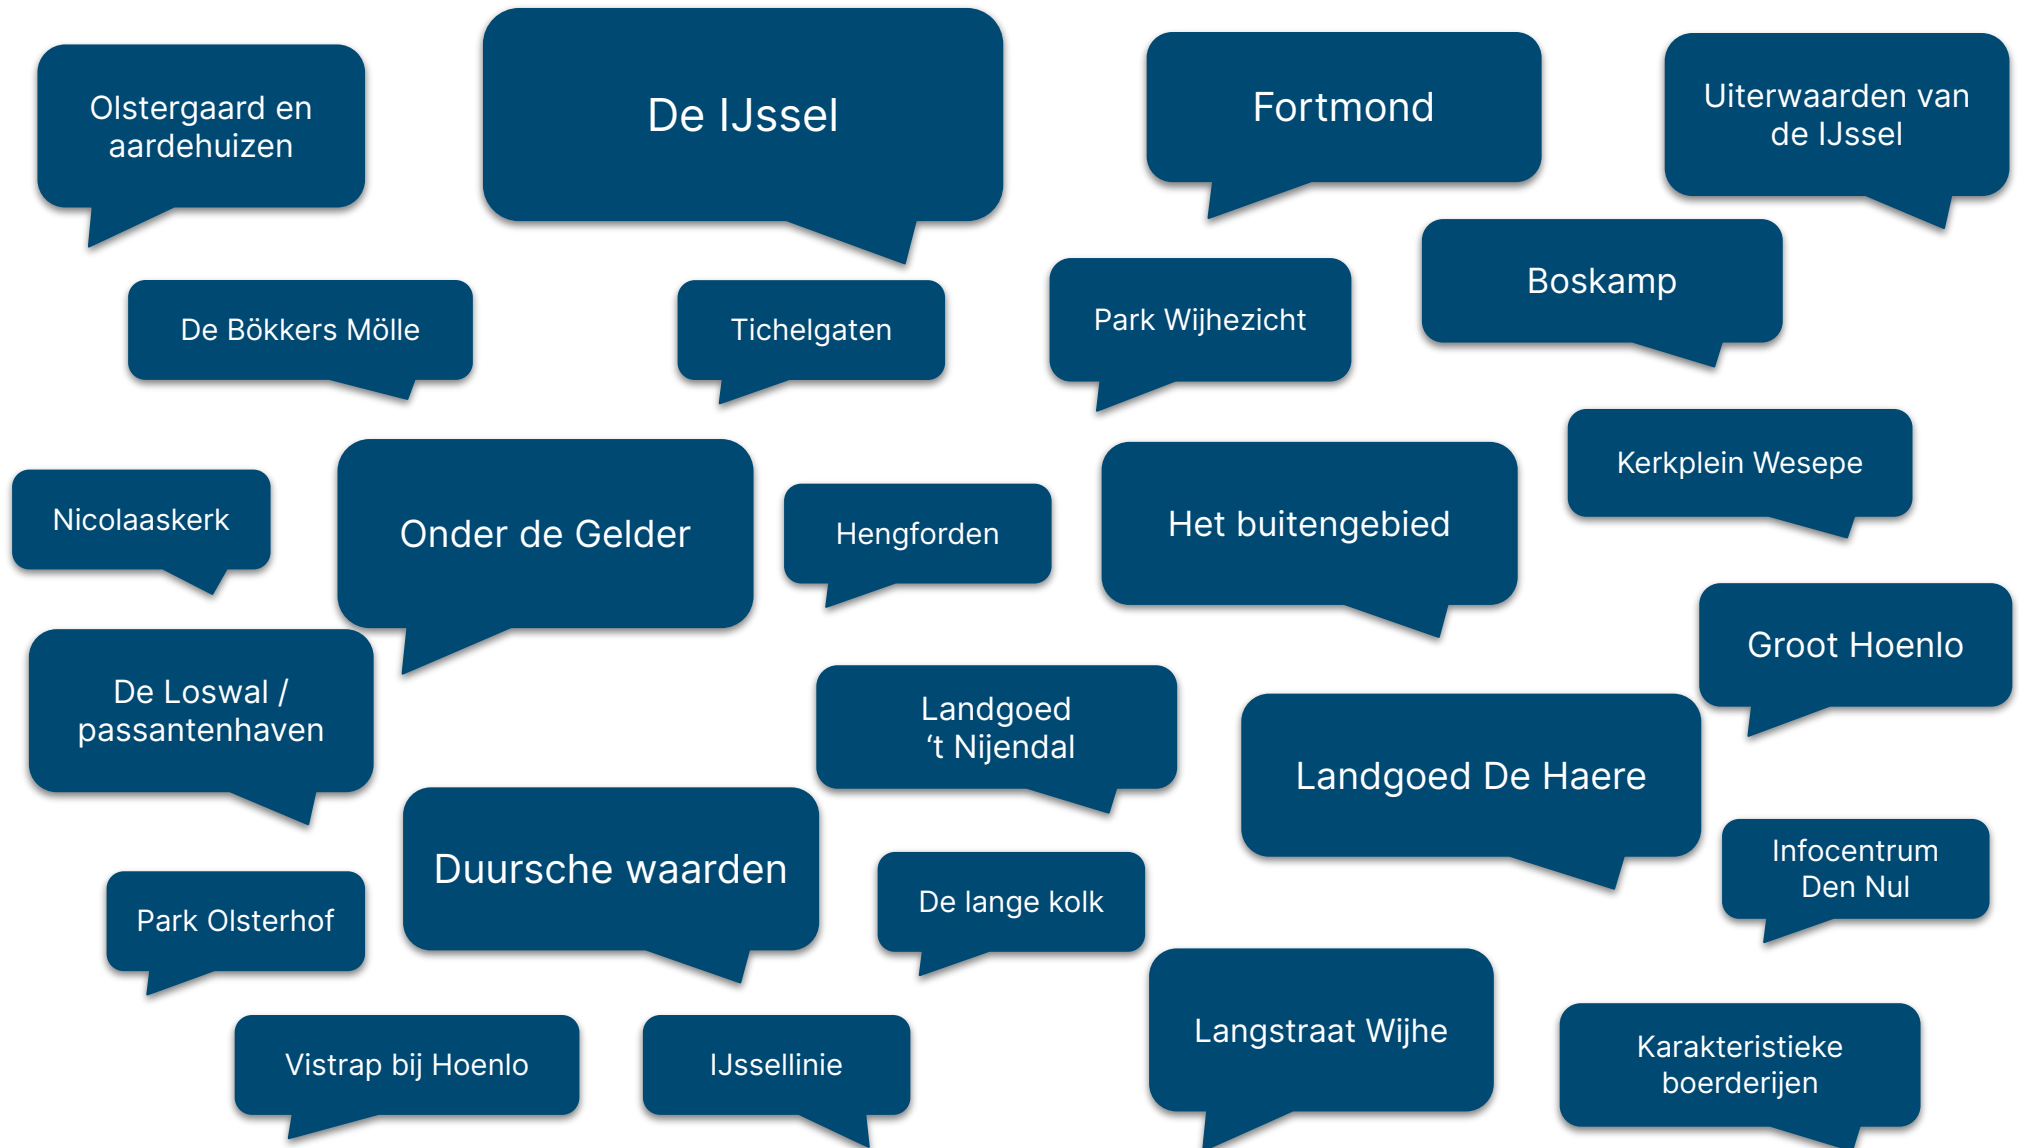 Olstergaard en
aardehuizen
De IJssel
Fortmond
Uiterwaarden van
de IJssel
De Bökkers Mölle
Tichelgaten
Park Wijhezicht
Boskamp
Nicolaaskerk
Onder de Gelder
Hengforden
Het buitengebied
Kerkplein Wesepe
De Loswal /
passantenhaven
Landgoed
‘t Nijendal
Landgoed De Haere
Groot Hoenlo
Park Olsterhof
Duursche waarden
De lange kolk
Infocentrum
Den Nul
Vistrap bij Hoenlo
IJssellinie
Langstraat Wijhe
Karakteristieke
boerderijen